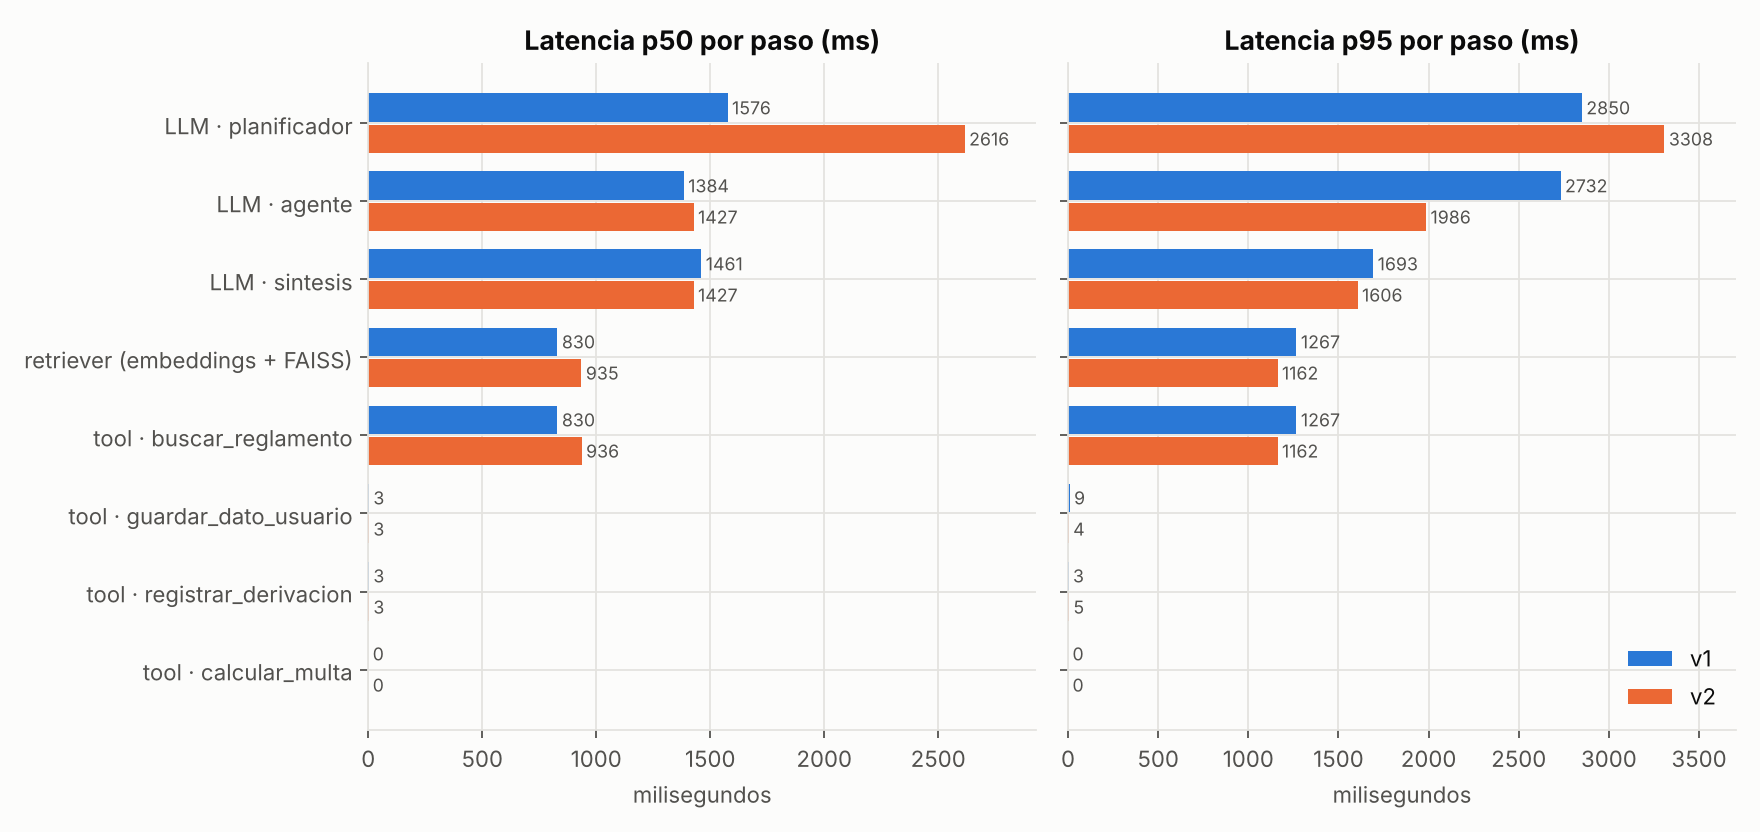 Latencia p50 por paso (ms)
Latencia p95 por paso (ms)
LLM · planificador
1576
2616
2850
3308
LLM · agente
1384
1427
2732
1986
LLM · sintesis
1461
1427
1693
1606
retriever (embeddings + FAISS)
830
935
1267
1162
tool · buscar_reglamento
830
936
1267
1162
tool · guardar_dato_usuario
3
3
9
4
tool · registrar_derivacion
3
3
3
5
tool · calcular_multa
0
0
0
0
v1
v2
0 500 1000 1500 2000 2500
0 500 1000 1500 2000 2500 3000 3500
milisegundos
milisegundos